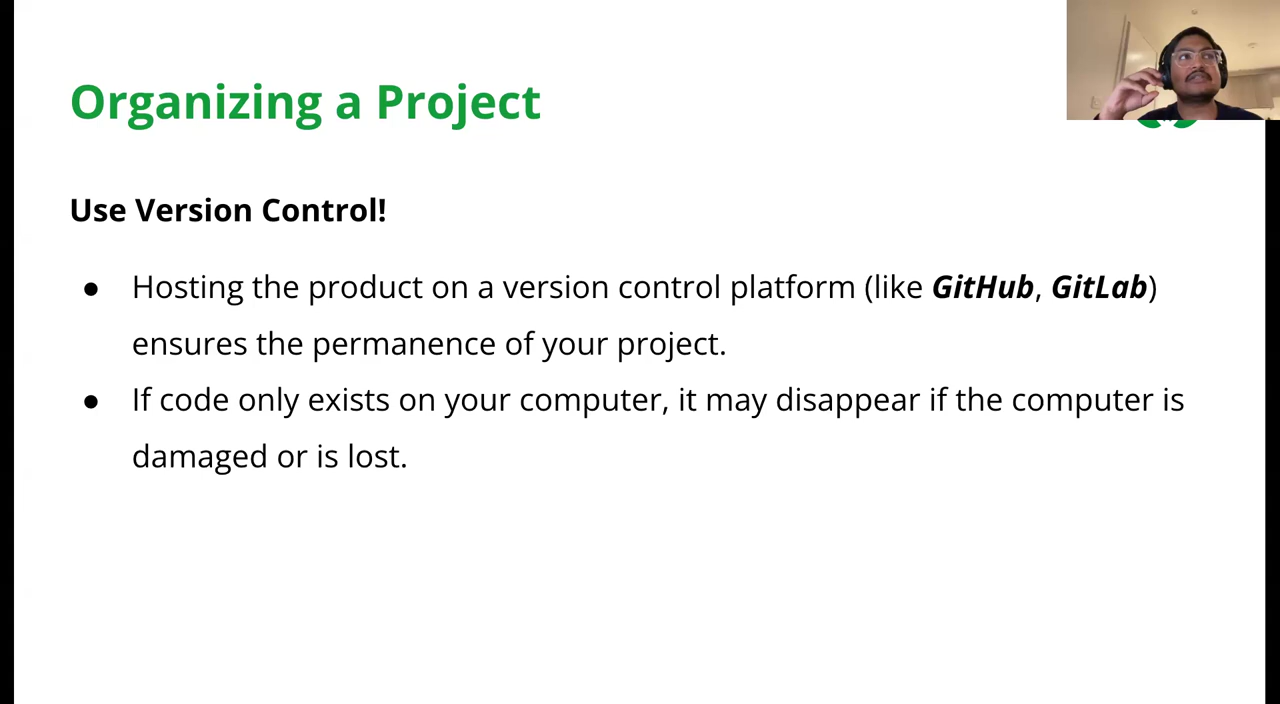 Organizing a Project
Use Version Control!
● Hosting the product on a version control platform (like GitHub, GitLab)
ensures the permanence of your project.
● If code only exists on your computer, it may disappear if the computer is
damaged or is lost.